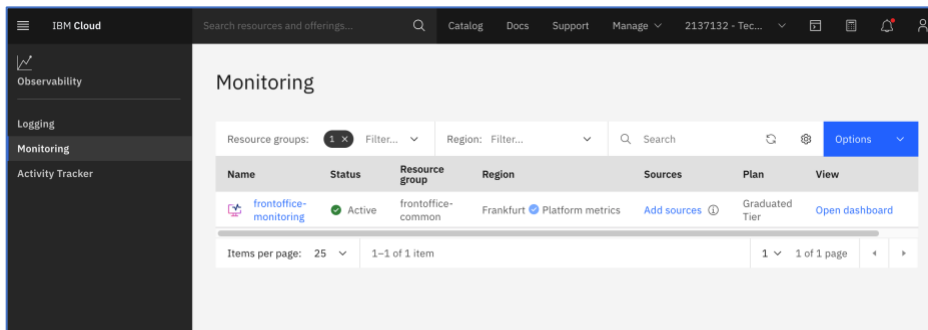 IBM Cloud
Search resources and offerings...
Catalog
Docs
Support
Manage
2137132 - Tec...
Observability
Logging
Monitoring
Activity Tracker
Monitoring
Resource groups: 1 × Filter...
Region: Filter...
Search
Options
Name Status Resource group Region Sources Plan View
frontoffice-
monitoring
Active
frontoffice-
common
Frankfurt Platform metrics
Add sources
Graduated
Tier
Open dashboard
Items per page: 25
1–1 of 1 item
1
1 of 1 page